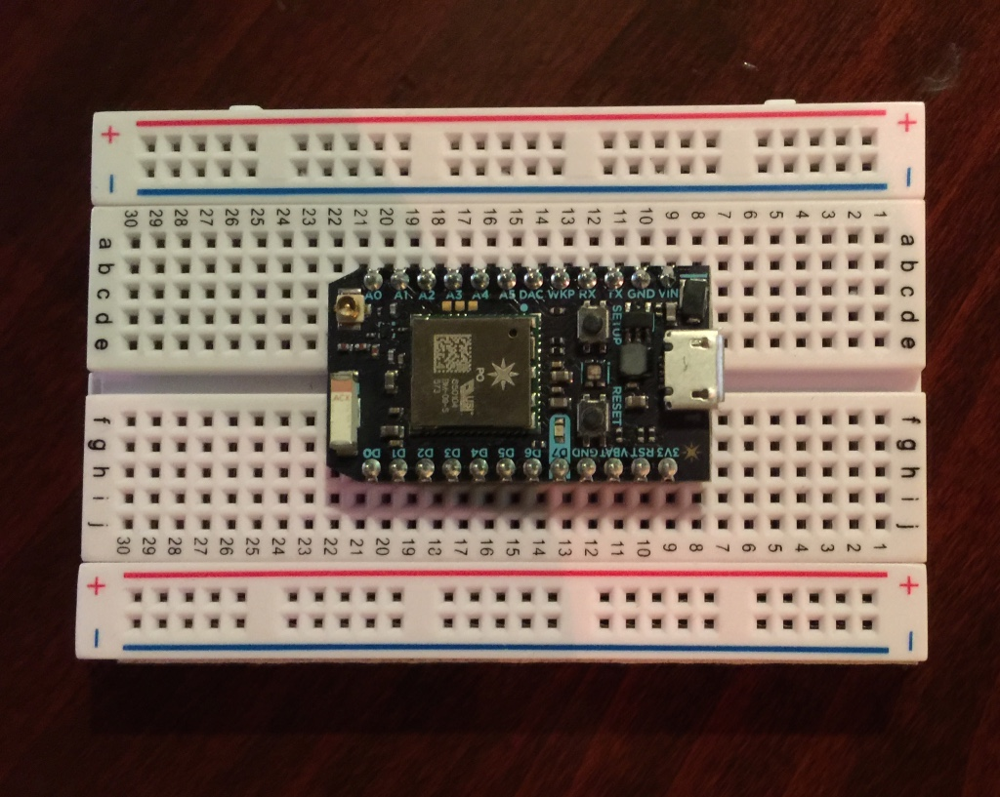 + +
- -
30 29 28 27 26 25 24 23 22 21 20 19 18 17 16 15 14 13 12 11 10 9 8 7 6 5 4 3 2 1
a a
b b
c c
d d
e e
A0 A1 A2 A3 A4 A5 DAC WKP RX TX GND VIN
SETUP
P0
RESET
ACX
D0 D1 D2 D3 D4 D5 D6 D7 GND VBAT RST 3V3
f f
g g
h h
i i
j j
30 29 28 27 26 25 24 23 22 21 20 19 18 17 16 15 14 13 12 11 10 9 8 7 6 5 4 3 2 1
+ +
- -